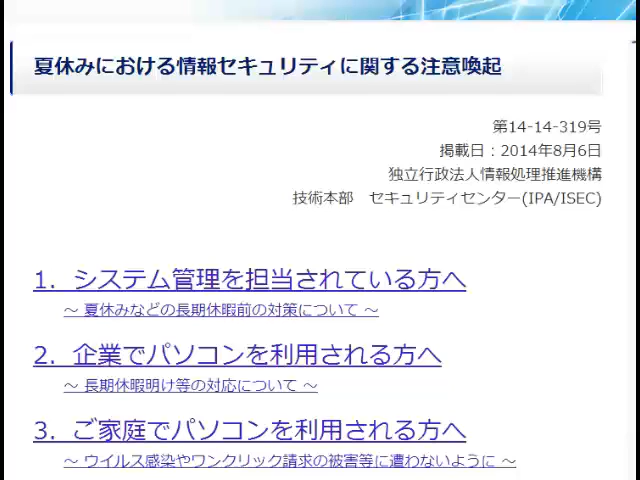 夏休みにおける情報セキュリティに関する注意喚起
第14-14-319号
掲載日：2014年8月6日
独立行政法人情報処理推進機構
技術本部　セキュリティセンター(IPA/ISEC)
1．システム管理を担当されている方へ
～ 夏休みなどの長期休暇前の対策について ～
2．企業でパソコンを利用される方へ
～ 長期休暇明け等の対応について ～
3．ご家庭でパソコンを利用される方へ
～ ウイルス感染やワンクリック請求の被害等に遭わないように ～